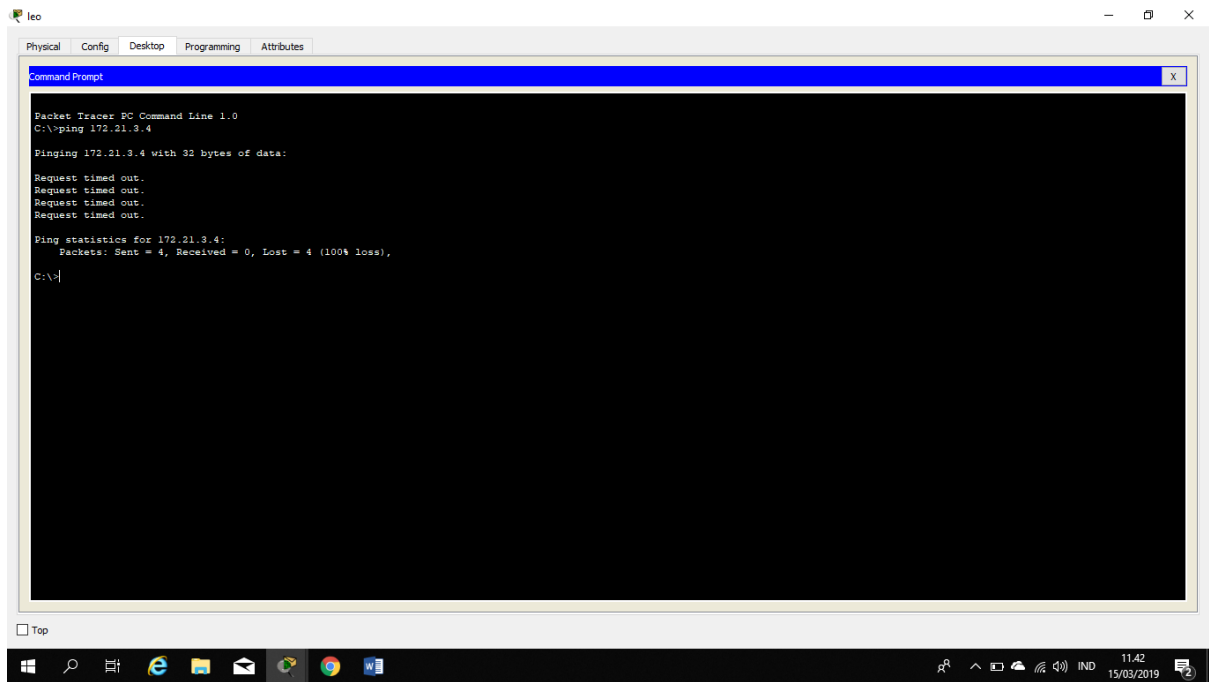 leo
Physical Config Desktop Programming Attributes
Command Prompt
X
Packet Tracer PC Command Line 1.0
C:\>ping 172.21.3.4
Pinging 172.21.3.4 with 32 bytes of data:
Request timed out.
Request timed out.
Request timed out.
Request timed out.
Ping statistics for 172.21.3.4:
Packets: Sent = 4, Received = 0, Lost = 4 (100% loss),
C:\>
Top
IND
11.42
15/03/2019
2